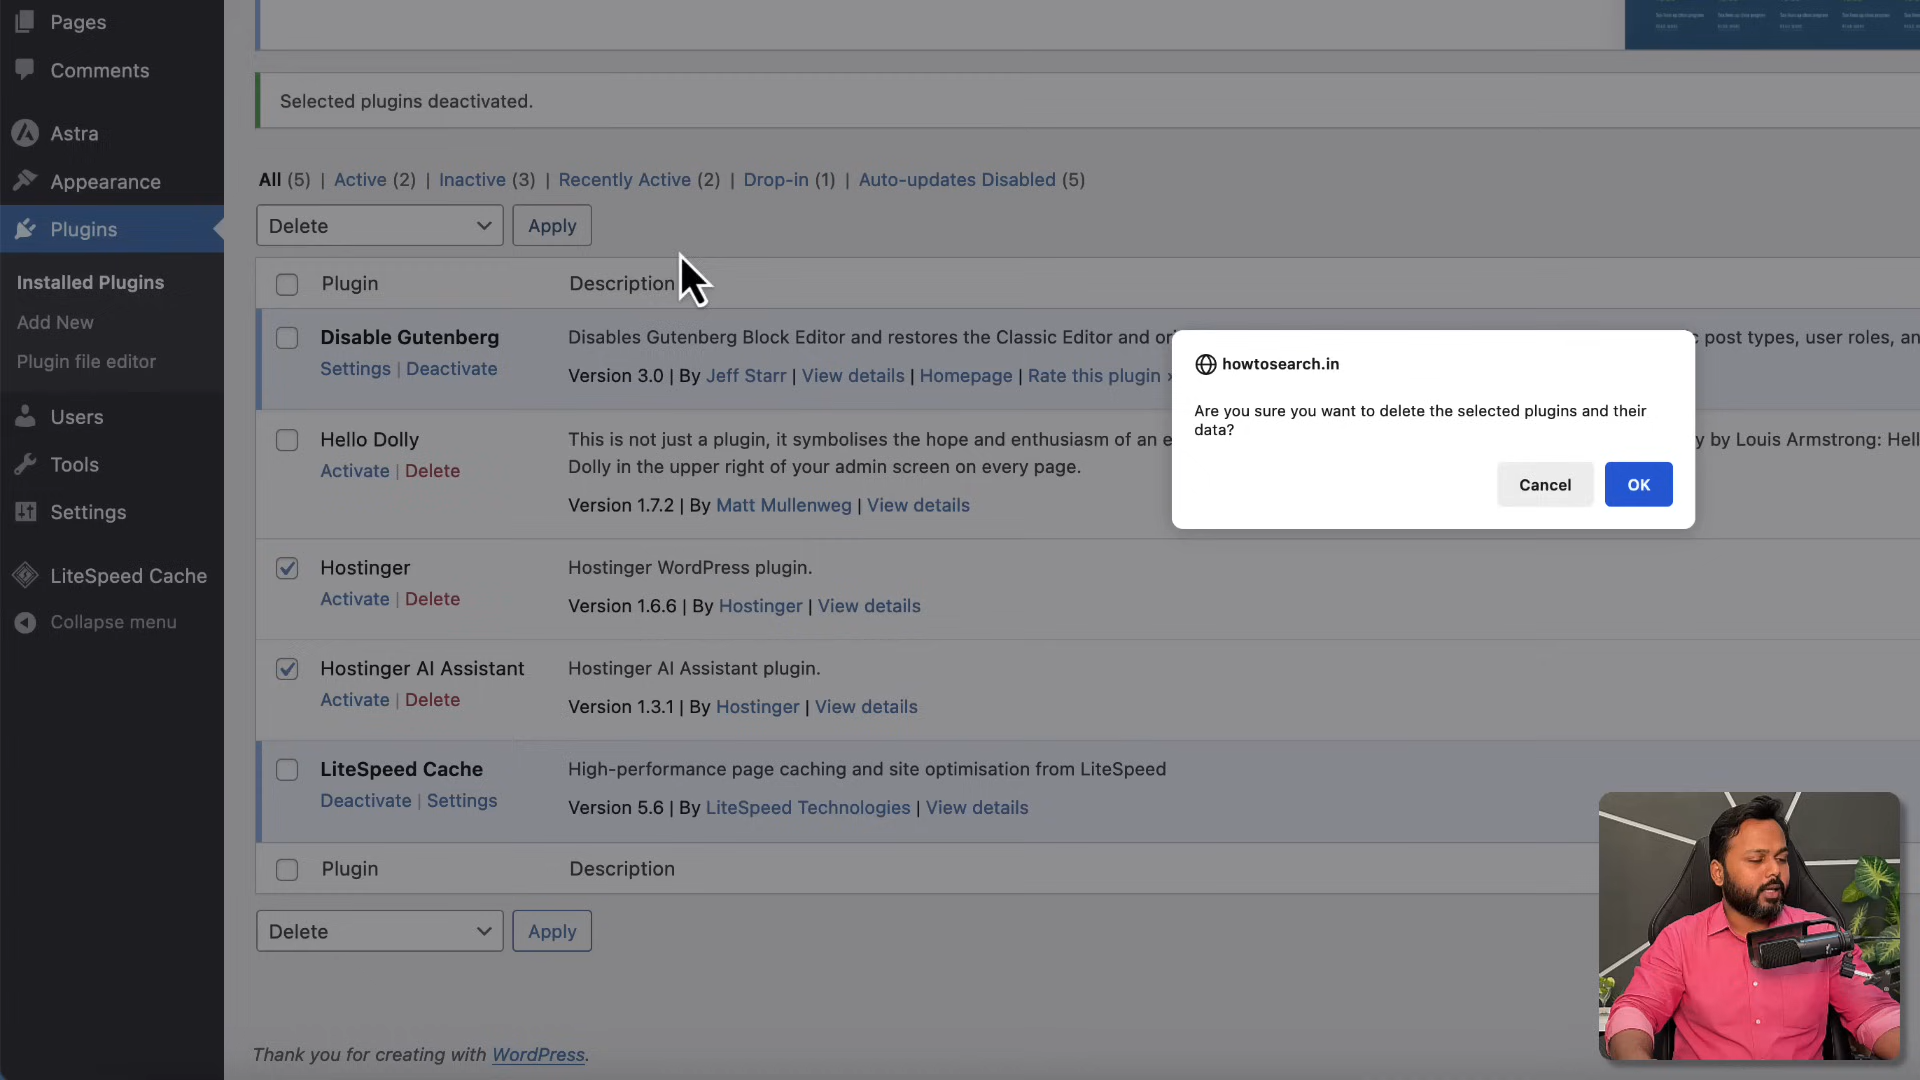 Pages
Comments
Astra
Appearance
Plugins
Installed Plugins
Add New
Plugin file editor
Users
Tools
Settings
LiteSpeed Cache
Collapse menu
Selected plugins deactivated.
All (5) | Active (2) | Inactive (3) | Recently Active (2) | Drop-in (1) | Auto-updates Disabled (5)
Delete Apply
Plugin Description
Disable Gutenberg Disables Gutenberg Block Editor and restores the Classic Editor and or post types, user roles, an
Settings | Deactivate Version 3.0 | By Jeff Starr | View details | Homepage | Rate this plugin »
Hello Dolly This is not just a plugin, it symbolises the hope and enthusiasm of an e y by Louis Armstrong: Hell
Activate | Delete Dolly in the upper right of your admin screen on every page.
Version 1.7.2 | By Matt Mullenweg | View details
Hostinger Hostinger WordPress plugin.
Activate | Delete Version 1.6.6 | By Hostinger | View details
Hostinger AI Assistant Hostinger AI Assistant plugin.
Activate | Delete Version 1.3.1 | By Hostinger | View details
LiteSpeed Cache High-performance page caching and site optimisation from LiteSpeed
Deactivate | Settings Version 5.6 | By LiteSpeed Technologies | View details
Plugin Description
Delete Apply
Thank you for creating with WordPress.
howtosearch.in
Are you sure you want to delete the selected plugins and their
data?
Cancel OK